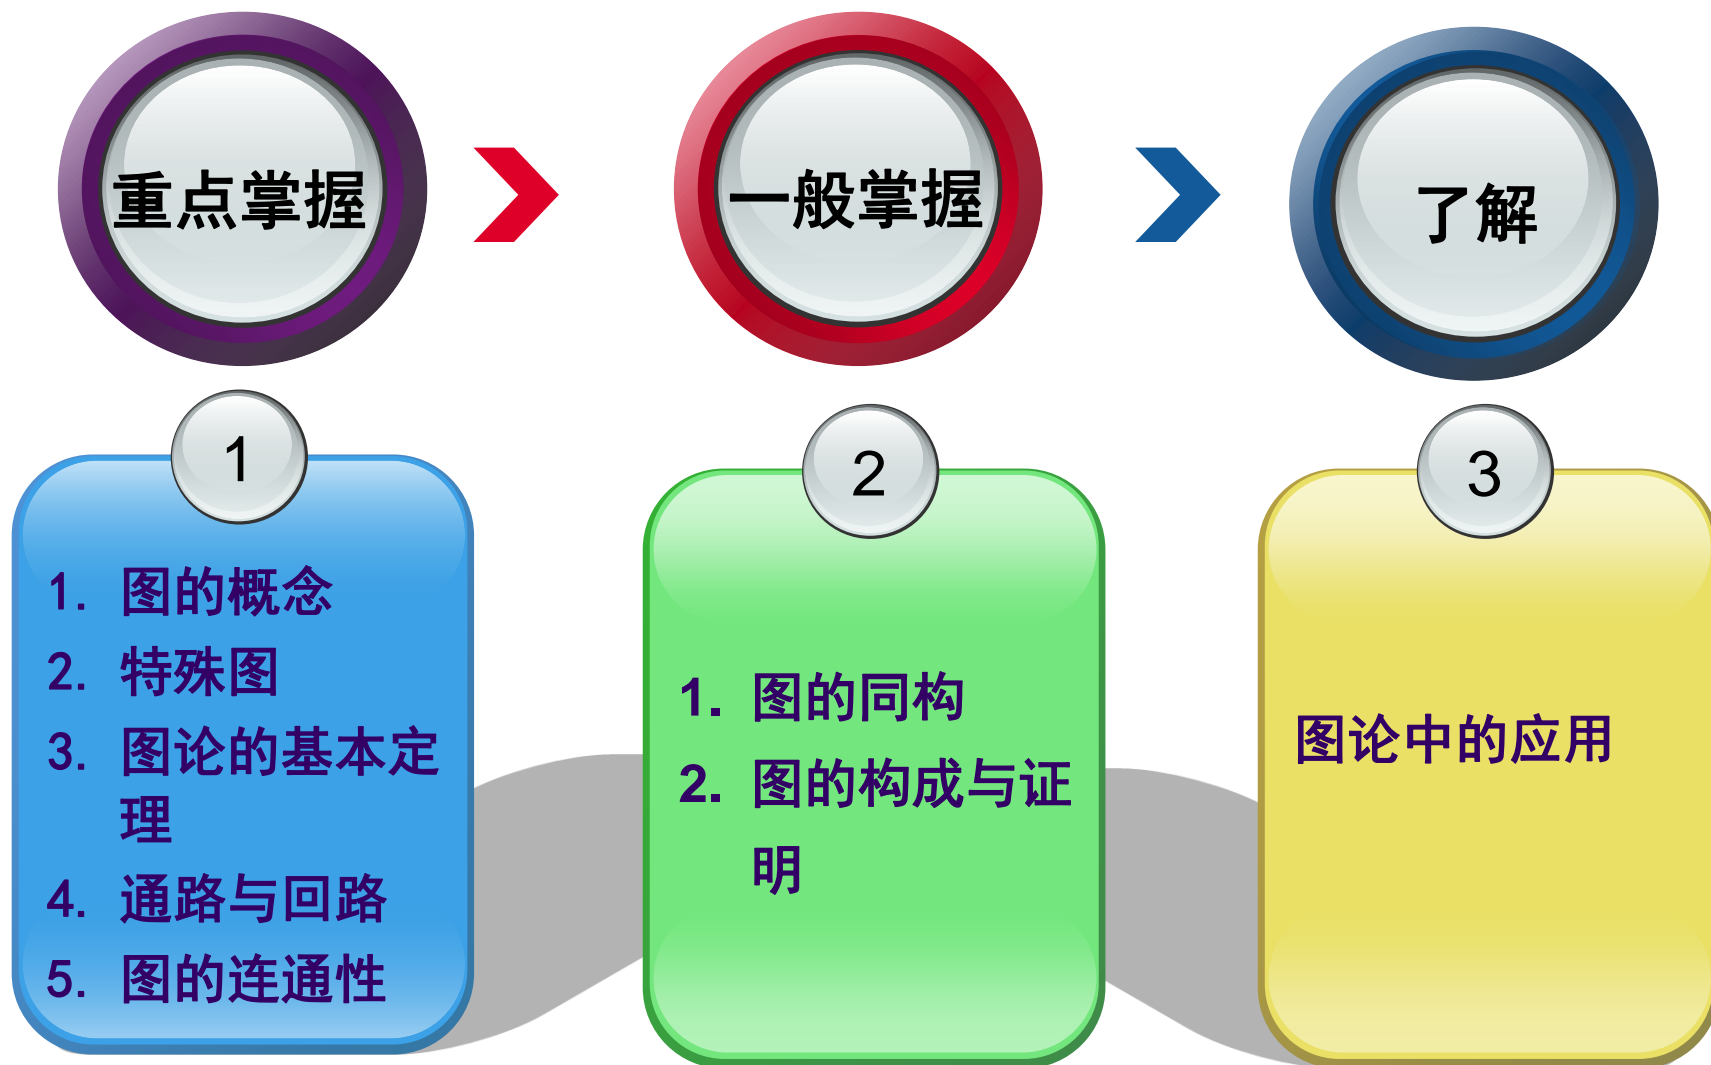 重点掌握
一般掌握
了解
1
1. 图的概念
2. 特殊图
3. 图论的基本定
理
4. 通路与回路
5. 图的连通性
2
1. 图的同构
2. 图的构成与证
明
3
图论中的应用